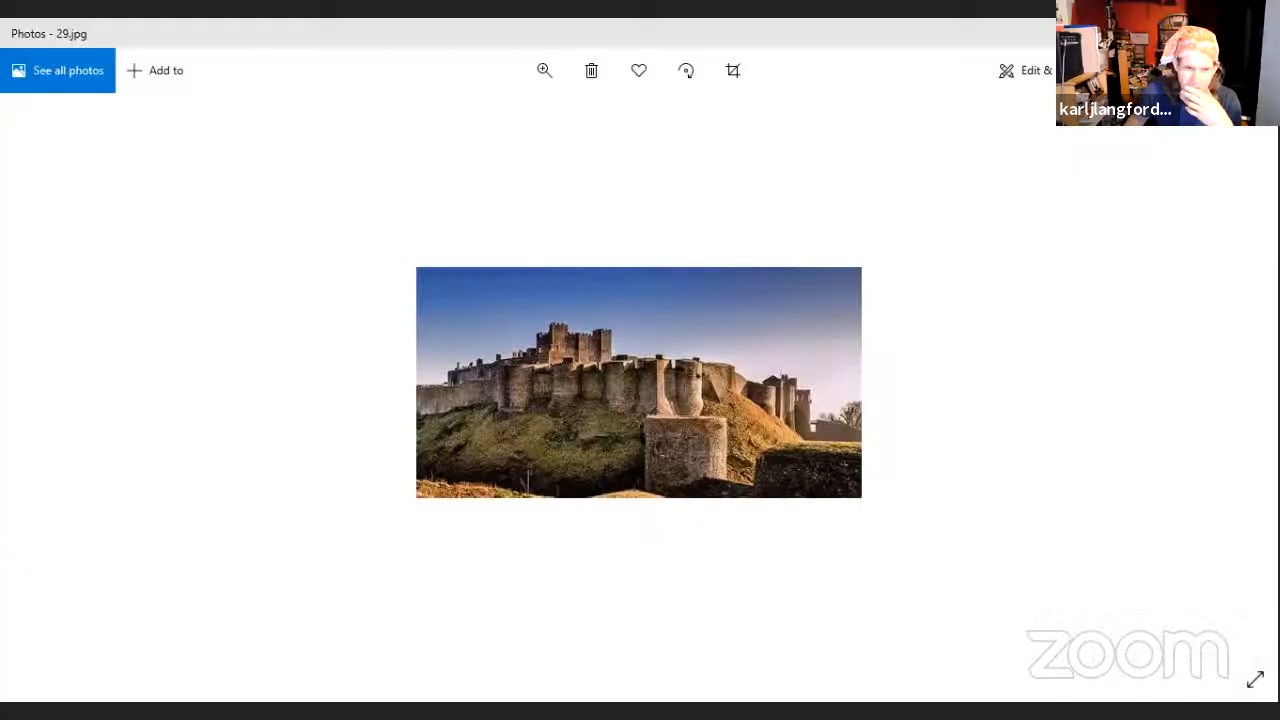 Photos - 29.jpg
See all photos
Add to
Edit &
karljlangford...
zoom